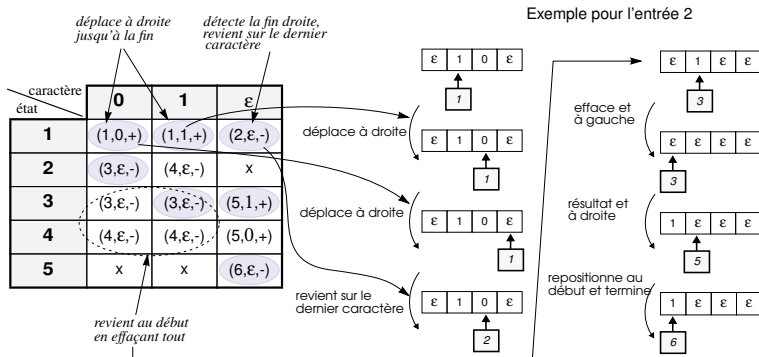 Exemple pour l'entrée 2
déplace à droite
jusqu'à la fin
détecte la fin droite,
revient sur le dernier
caractère
caractère
état
0 1 ε
1 (1,0,+) (1,1,+) (2,ε,-)
2 (3,ε,-) (4,ε,-) x
3 (3,ε,-) (3,ε,-) (5,1,+)
4 (4,ε,-) (4,ε,-) (5,0,+)
5 x x (6,ε,-)
revient au début
en effaçant tout
ε 1 0 ε
1
déplace à droite
ε 1 0 ε
1
déplace à droite
ε 1 0 ε
1
revient sur le
dernier caractère
ε 1 0 ε
2
ε 1 ε ε
3
efface et
à gauche
ε ε ε ε
3
résultat et
à droite
1 ε ε ε
5
repositionne au
début et termine
1 ε ε ε
6